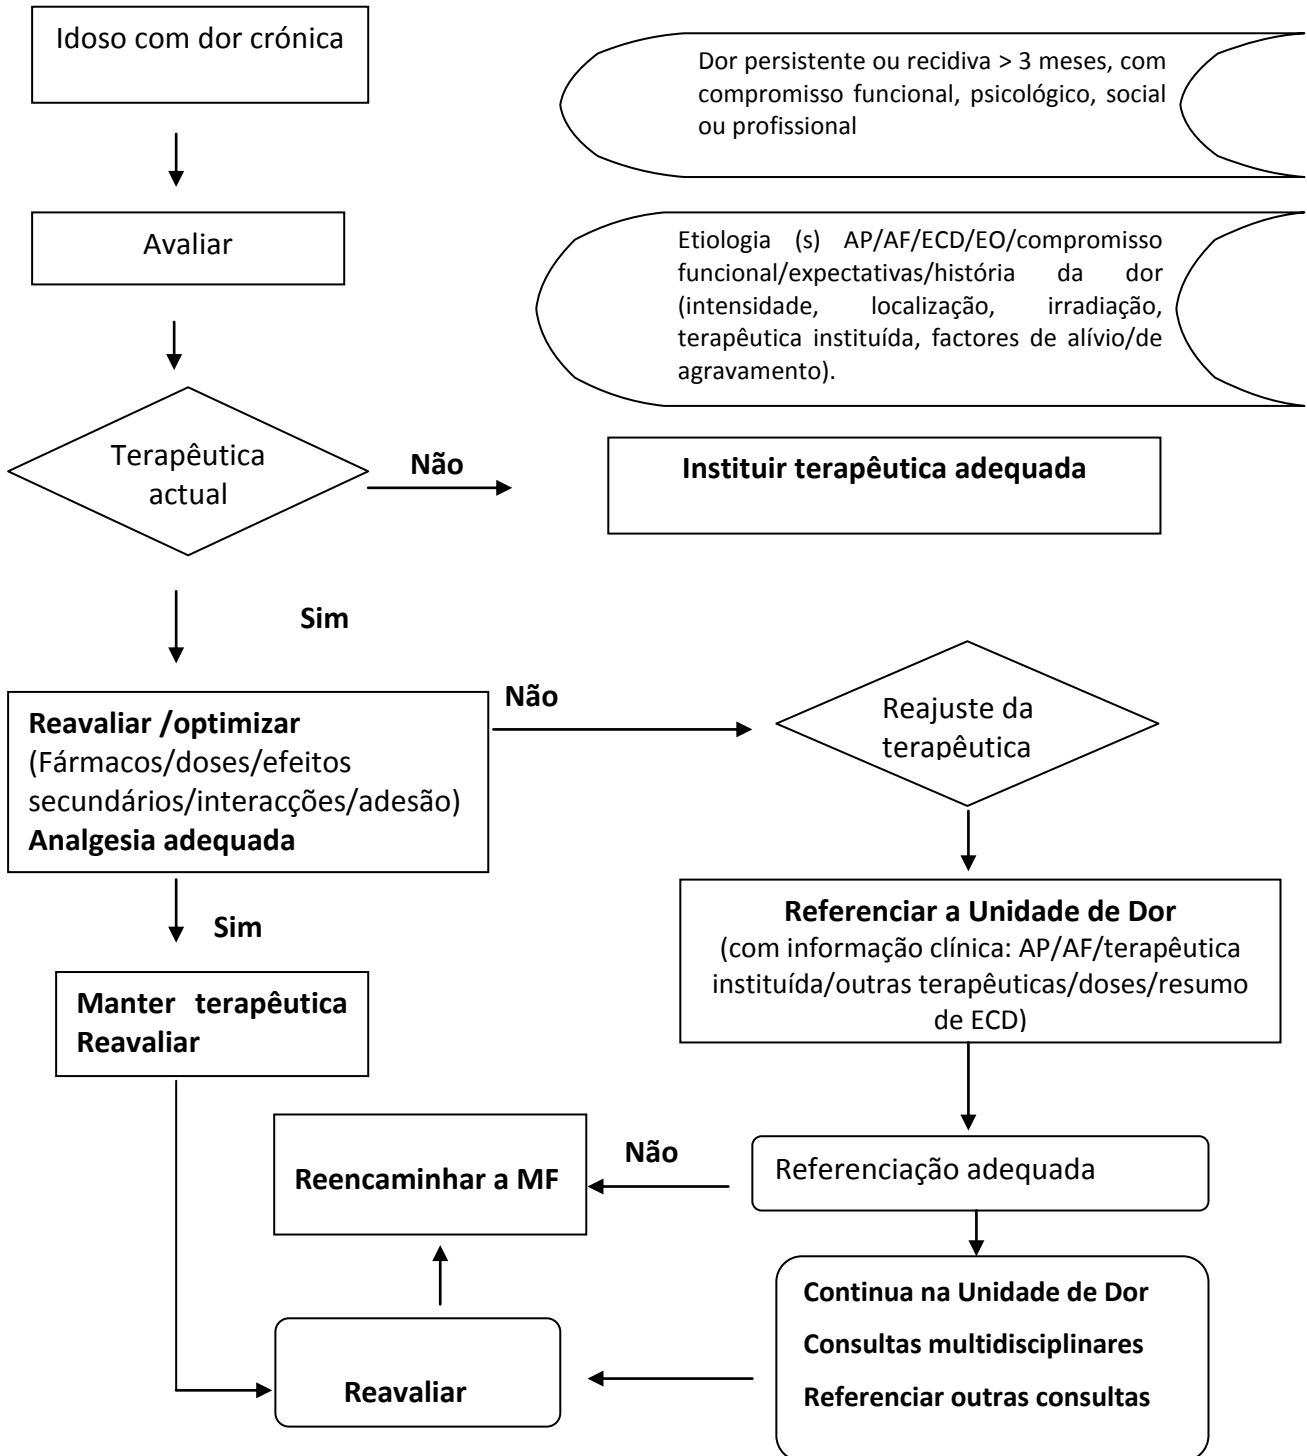 Idoso com dor crónica
Dor persistente ou recidiva > 3 meses, com
compromisso funcional, psicológico, social
ou profissional
Avaliar
Etiologia (s) AP/AF/ECD/EO/compromisso
funcional/expectativas/história da dor
(intensidade, localização, irradiação,
terapêutica instituída, factores de alívio/de
agravamento).
Terapêutica
actual
Não
Instituir terapêutica adequada
Sim
Reavaliar /optimizar
(Fármacos/doses/efeitos
secundários/interacções/adesão)
Analgesia adequada
Não
Reajuste da
terapêutica
Sim
Referenciar a Unidade de Dor
(com informação clínica: AP/AF/terapêutica
instituída/outras terapêuticas/doses/resumo
de ECD)
Manter terapêutica
Reavaliar
Reencaminhar a MF
Não
Referenciação adequada
Continua na Unidade de Dor
Consultas multidisciplinares
Referenciar outras consultas
Reavaliar